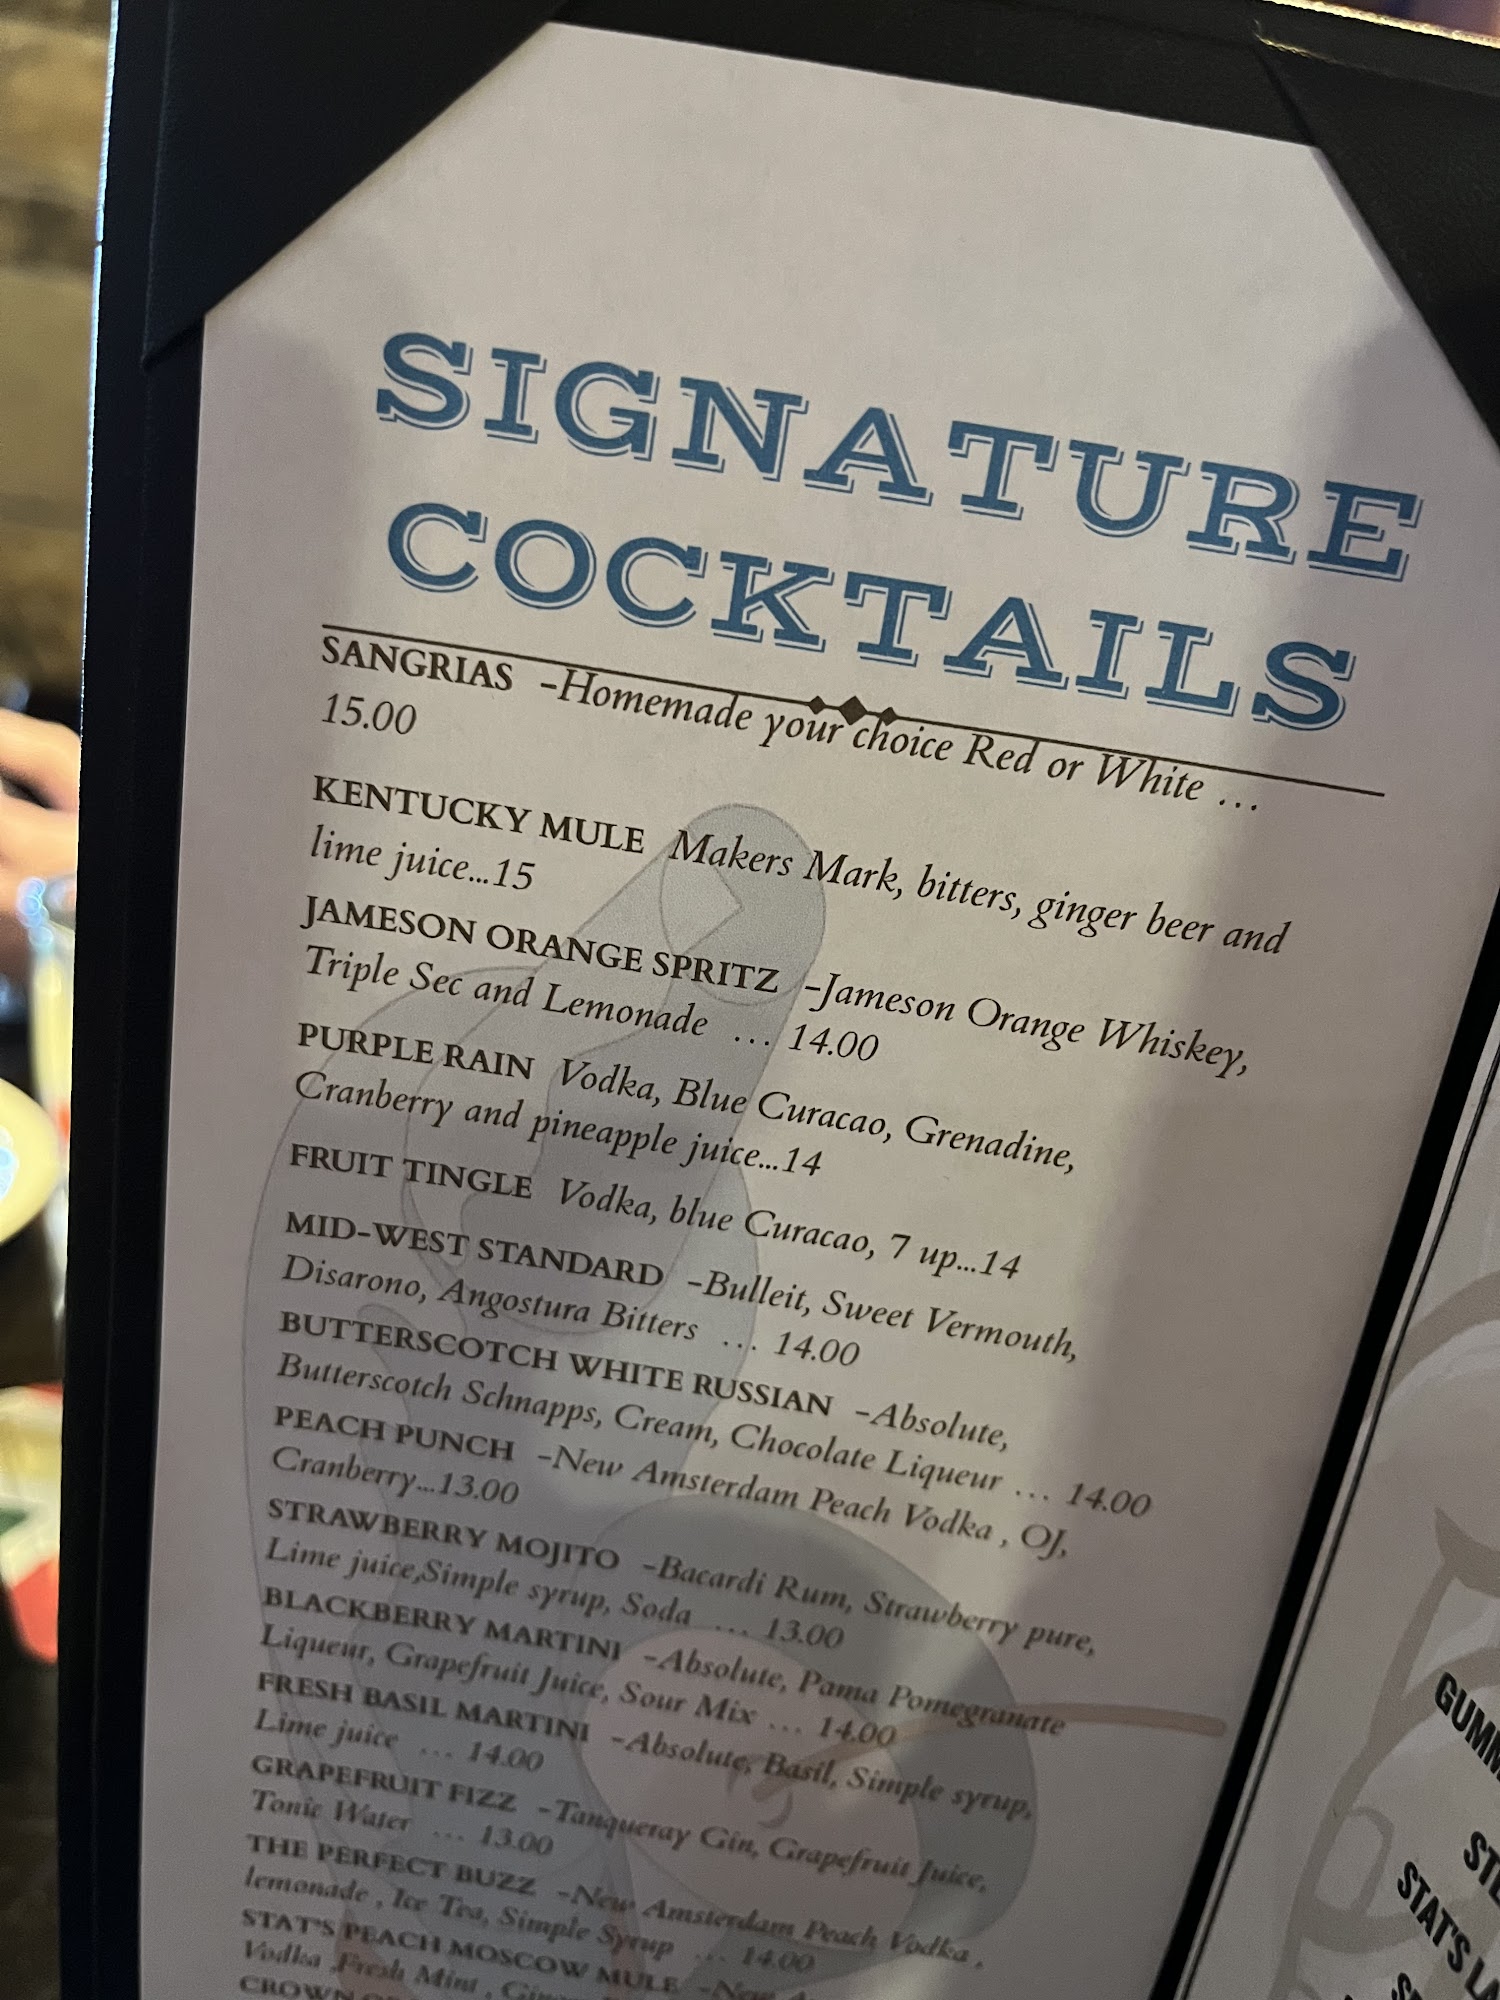 SIGNATURE
COCKTAILS
SANGRIAS -Homemade your choice Red or White ...
15.00
KENTUCKY MULE Makers Mark, bitters, ginger beer and
lime juice...15
JAMESON ORANGE SPRITZ -Jameson Orange Whiskey,
Triple Sec and Lemonade ... 14.00
PURPLE RAIN Vodka, Blue Curacao, Grenadine,
Cranberry and pineapple juice...14
FRUIT TINGLE Vodka, blue Curacao, 7 up...14
MID-WEST STANDARD -Bulleit, Sweet Vermouth,
Disarono, Angostura Bitters ... 14.00
BUTTERSCOTCH WHITE RUSSIAN -Absolute,
Butterscotch Schnapps, Cream, Chocolate Liqueur ... 14.00
PEACH PUNCH -New Amsterdam Peach Vodka , OJ,
Cranberry...13.00
STRAWBERRY MOJITO -Bacardi Rum, Strawberry pure,
Lime juice,Simple syrup, Soda ... 13.00
BLACKBERRY MARTINI -Absolute, Pama Pomegranate
Liqueur, Grapefruit Juice, Sour Mix ... 14.00
FRESH BASIL MARTINI -Absolute, Basil, Simple syrup,
Lime juice ... 14.00
GRAPEFRUIT FIZZ -Tanqueray Gin, Grapefruit Juice,
Tonic Water ... 13.00
THE PERFECT BUZZ -New Amsterdam Peach Vodka ,
lemonade , Ice Tea, Simple Syrup ... 14.00
STAT'S PEACH MOSCOW MULE -New
Vodka ,Fresh Mint ,
CROWN
GUMM
STAT'S LA